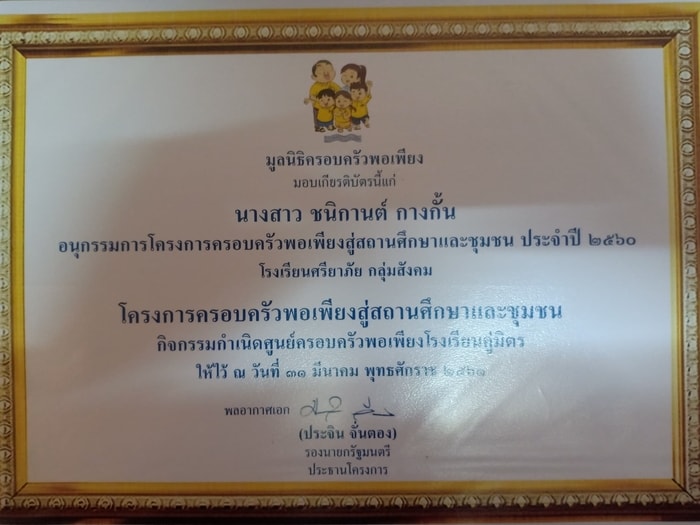 มูลนิธิครอบครัวพอเพียง
มอบเกียรติบัตรนี้แก่
นางสาว ชนิกานต์ กางกั้น
อนุกรรมการโครงการครอบครัวพอเพียงสู่สถานศึกษาและชุมชน ประจำปี ๒๕๖๐
โรงเรียนศรียาภัย กลุ่มสังคม
โครงการครอบครัวพอเพียงสู่สถานศึกษาและชุมชน
กิจกรรมกำเนิดศูนย์ครอบครัวพอเพียงโรงเรียนคู่มิตร
ให้ไว้ ณ วันที่ ๓๑ มีนาคม พุทธศักราช ๒๕๖๑
พลอากาศเอก
(ประจิน จั่นตอง)
รองนายกรัฐมนตรี
ประธานโครงการ